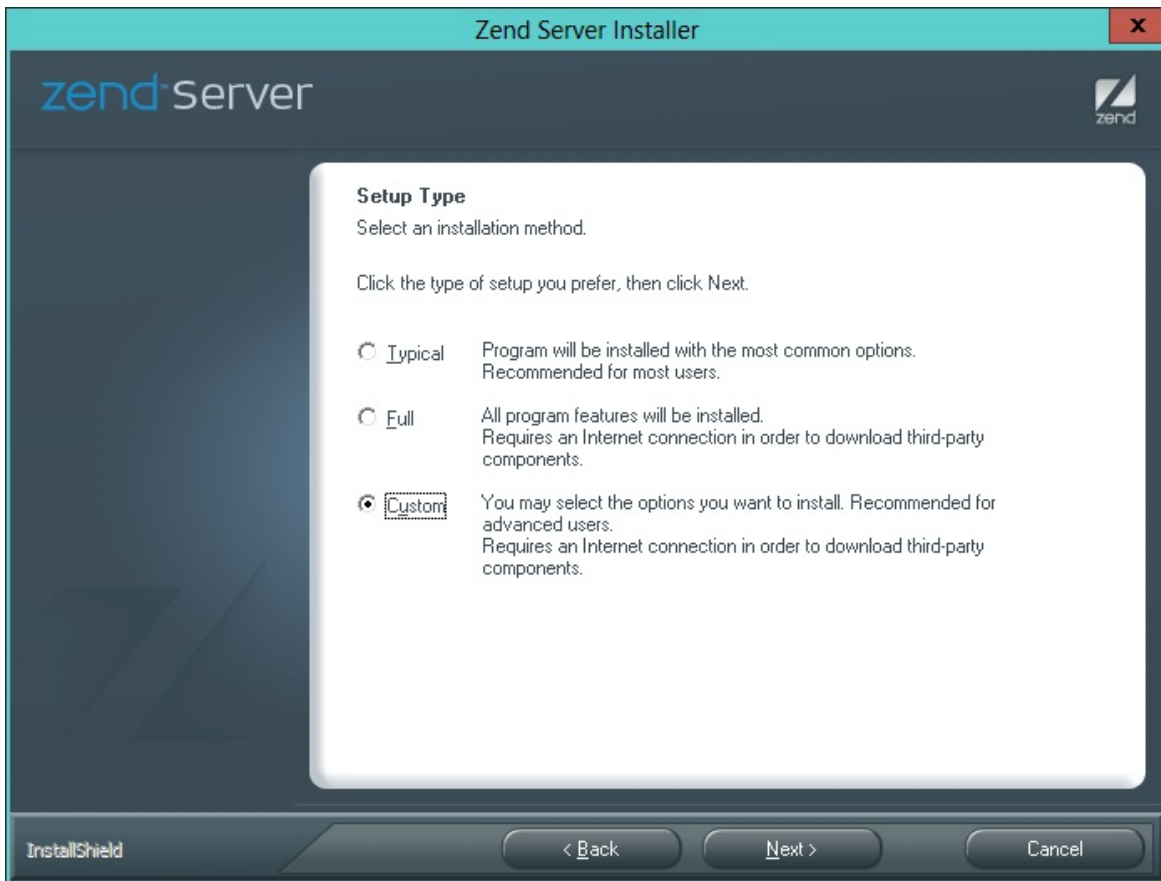 Zend Server Installer
x
zend server
zend
Setup Type
Select an installation method.
Click the type of setup you prefer, then click Next.
Typical
Program will be installed with the most common options.
Recommended for most users.
Full
All program features will be installed.
Requires an Internet connection in order to download third-party
components.
Custom
You may select the options you want to install. Recommended for
advanced users.
Requires an Internet connection in order to download third-party
components.
InstallShield
< Back
Next >
Cancel